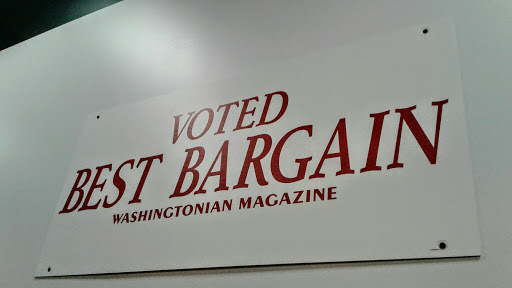 VOTED
BEST BARGAIN
WASHINGTONIAN MAGAZINE